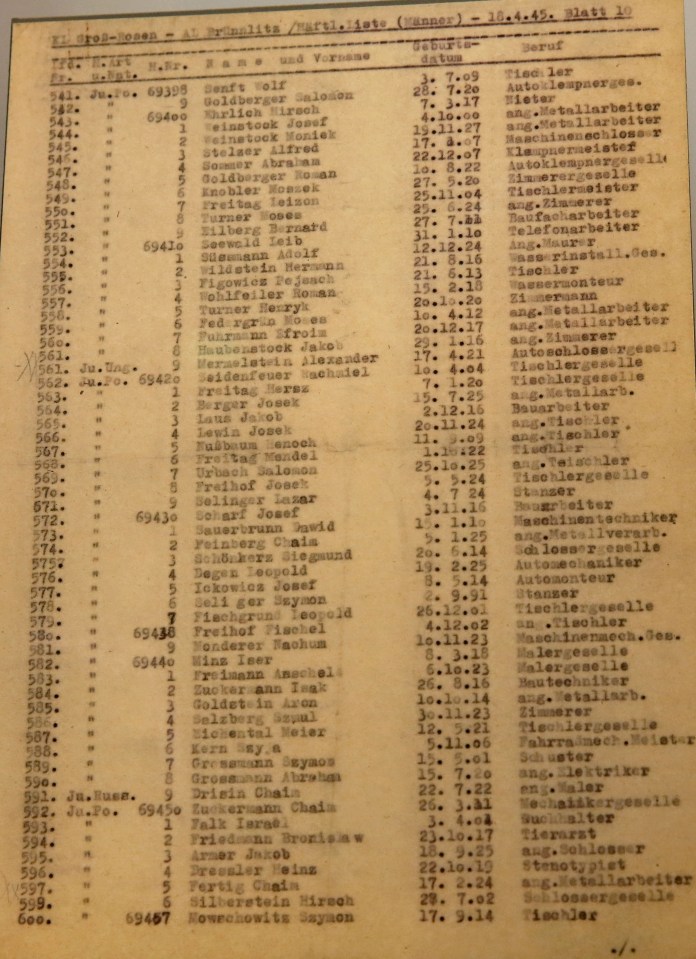 KL Groß-Rosen - AL Brünnlitz /Häftl.Liste (Männer) - 18.4.45. Blatt 10
Lfd. H.Art H.Nr. Name und Vorname Geburts- Beruf
Nr. u.Nat. datum
541. Ju.Po. 69398 Senft Wolf 3. 7.09 Tischler
542. " 9 Goldberger Salomon 28. 7.20 Autoklempnerges.
543. " 69400 Ehrlich Hirsch 7. 3.17 Nieter
544. " 1 Weinstock Josef 4.10.00 ang.Metallarbeiter
545. " 2 Weinstock Moniek 19.11.27 ang.Metallarbeiter
546. " 3 Stelzer Alfred 17. 2.07 Maschinenschlosser
547. " 4 Sommer Abraham 22.12.07 Klempnermeister
548. " 5 Goldberger Roman 10. 8.22 Autoklempnergeselle
549. " 6 Knobler Moszek 27. 5.20 Zimmerergeselle
550. " 7 Freitag Leizon 25.11.04 Tischlermeister
551. " 8 Turner Moses 25. 6.24 ang.Zimmerer
552. " 9 Eilberg Bernard 27. 7.11 Baufacharbeiter
553. " 69410 Seewald Leib 31. 1.10 Telefonarbeiter
554. " 1 Süssmann Adolf 12.12.24 Ang.Maurer
555. " 2 Wildstein Hermann 21. 8.16 Wasserinstall.Ges.
556. " 3 Figowicz Pejsach 21. 6.13 Tischler
557. " 4 Wohlfeiler Roman 15. 2.18 Wassermonteur
558. " 5 Turner Henryk 20.10.20 Zimmermann
559. " 6 Federgrün Moses 10. 4.12 ang.Metallarbeiter
560. " 7 Fuhrmann Efroim 20.12.17 ang.Metallarbeiter
561. " 8 Haubenstock Jakob 29. 1.16 ang.Zimmerer
561. Ju.Ung. 9 Mermelstein Alexander 17. 4.21 Autoschlossergesell
562. Ju.Po. 69420 Seidenfeuer Nachmiel 10. 4.04 Tischlergeselle
563. " 1 Freitag Hersz 7. 1.20 Tischlergeselle
564. " 2 Berger Josek 15. 7.25 ang.Metallarb.
565. " 3 Laus Jakob 2.12.16 Bauarbeiter
566. " 4 Lewin Josek 20.11.24 ang.Tischler
567. " 5 Nußbaum Henoch 11. 9.09 ang.Tischler
568. " 6 Freitag Mendel 1.10.22 Tischler
569. " 7 Urbach Salomon 25.10.25 ang.Teischler
570. " 8 Freihof Josek 5. 5.24 Tischlergeselle
571. " 9 Selinger Lazar 4. 7 24 Stanzer
572. " 69430 Scharf Josef 3.11.16 Bauarbeiter
573. " 1 Sauerbrunn Dawid 15. 1.10 Maschinentechniker
574. " 2 Feinberg Chaim 5. 1.25 ang.Metallverarb.
575. " 3 Schönherz Siegmund 20. 6.14 Schlossergeselle
576. " 4 Degen Leopold 19. 2.25 Automechaniker
577. " 5 Ickowicz Josef 8. 5.14 Automonteur
578. " 6 Seli ger Szymon 2. 9.91 Stanzer
579. " 7 Fischgrund Leopold 26.12.01 Tischlergeselle
580. " 69438 Freihof Fischel 4.12.02 ang.Tischler
581. " 9 Monderer Nachum 10.11.23 Maschinenmech.Ges.
582. " 69440 Iser 8. 3.18 Malergeselle
583. " 1 Freimann Anschel 6.10.23 Malergeselle
584. " 2 Zuckermann Isak 26. 8.16 Bautechniker
585. " 3 Goldstein Aron 10.10.14 ang.Metallarb.
586. " 4 Salzberg Szmul 30.11.23 Zimmerer
587. " 5 Eichental Meier 12. 5.21 Tischlergeselle
588. " 6 Kern 5.11.06 Fahrradmech.Meister
589. " 7 Grossmann Szymos 15. 5.01 Schuster
590. " 8 Grossmann Abraham 15. 7.20 ang.Elektriker
591. Ju.Russ. 9 Drisin Chaim 22. 7.22 ang.Maler
592. Ju.Po. 69450 Zuckermann Chaim 26. 3.11 Mechanikergeselle
593. " 1 Falk Israel 3. 4.01 Buchhalter
594. " 2 Friedmann Bronislaw 23.10.17 Tierarzt
595. " 3 Armer Jakob 18. 9.25 ang.Schlosser
596. " 4 Dressler Heinz 22.10.19 Stenotypist
597. " 5 Fertig Chaim 17. 2.24 ang.Metallarbeiter
599. " 6 Silberstein Hirsch 28. 7.02 Schlossergeselle
600. " 69457 Nowrchowitz Szymon 17. 9.14 Tischler
./.